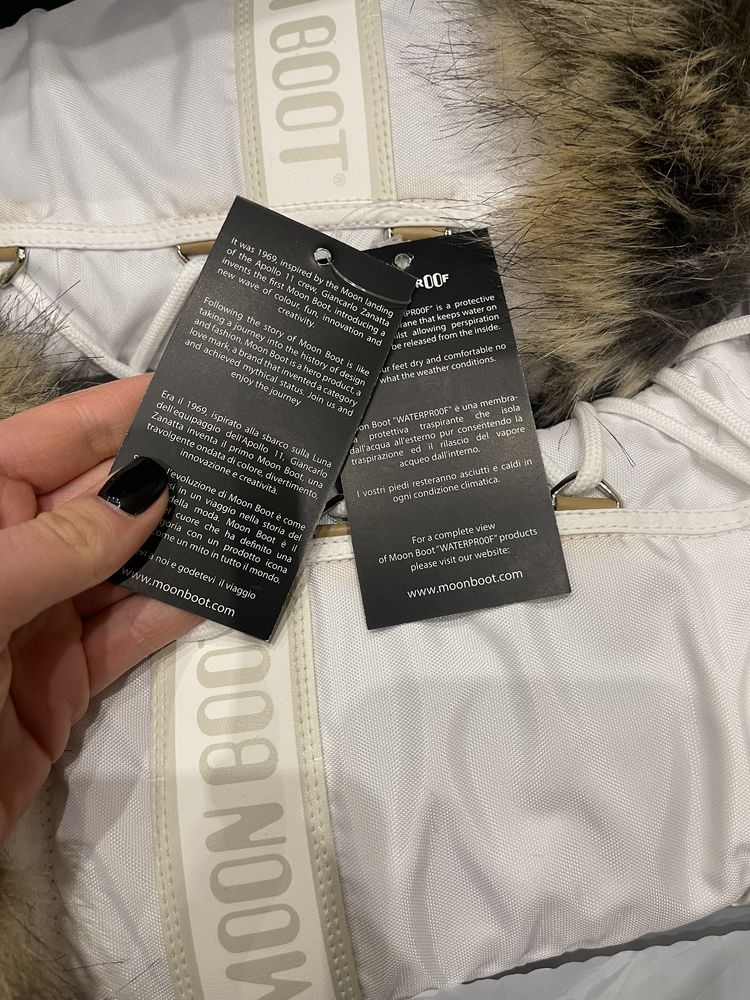 BOOT®
It was 1969, inspired by the Moon landing
of the Apollo 11 crew, Giancarlo Zanatta
invents the first Moon Boot, introducing a
new wave of colour, fun, innovation and
creativity.
Following the story of Moon Boot is like
taking a journey into the history of design
and fashion. Moon Boot is a hero product, a
love mark, a brand that invented a category
and achieved mythical status. Join us and
enjoy the journey
Era il 1969, ispirato allo sbarco sulla Luna
dell'equipaggio dell'Apollo 11, Giancarlo
Zanatta inventa il primo Moon Boot, una
travolgente ondata di colore, divertimento,
innovazione e creatività.
l'evoluzione di Moon Boot è come
in un viaggio nella storia del
della moda. Moon Boot è il
cuore che ha definito una
con un prodotto icona
come un mito in tutto il mondo.
a noi e godetevi il viaggio
www.moonboot.com
is a protective
that keeps water on
allowing perspiration
be released from the inside.
feet dry and comfortable no
what the weather conditions.
Boot "WATERPR00F" è una membra-
protettiva traspirante che isola
dall'acqua all'esterno pur consentendo la
traspirazione ed il rilascio del vapore
acqueo dall'interno.
I vostri piedi resteranno asciutti e caldi in
ogni condizione climatica.
For a complete view
of Moon Boot "WATERPR00F" products
please visit our website:
www.moonboot.com
MOON BOO